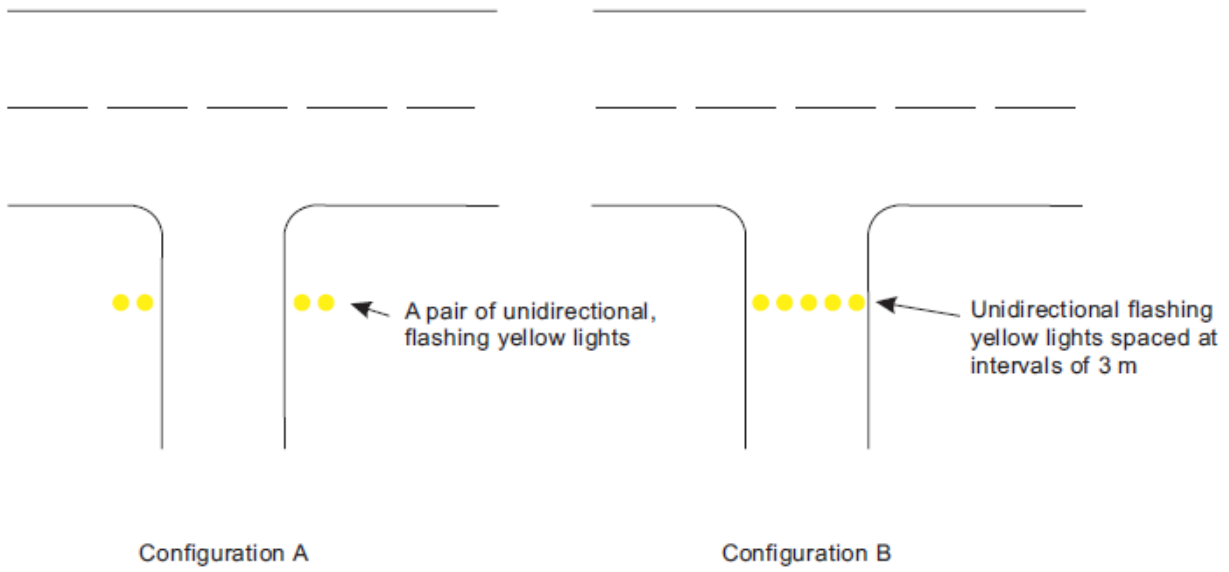 A pair of unidirectional,
flashing yellow lights
Unidirectional flashing
yellow lights spaced at
intervals of 3 m
Configuration A
Configuration B